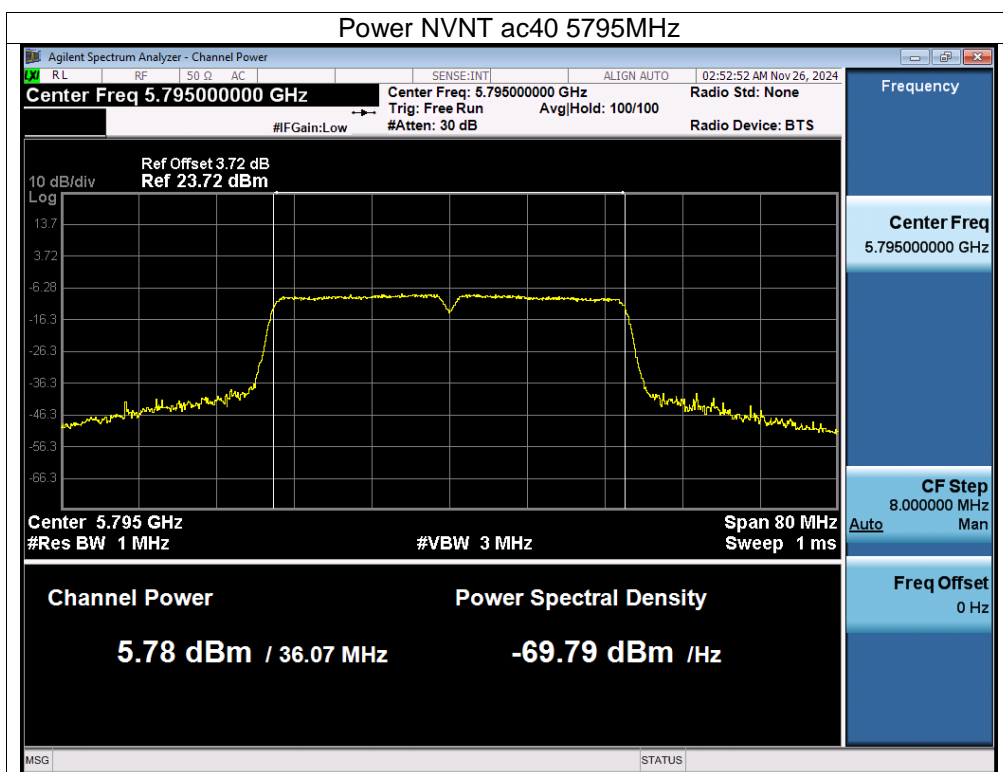 Power NVNT ac40 5795MHz
Agilent Spectrum Analyzer - Channel Power
LXI RL RF 50 Ω AC SENSE:INT ALIGN AUTO 02:52:52 AM Nov 26, 2024
Center Freq 5.795000000 GHz
Center Freq: 5.795000000 GHz Radio Std: None
Trig: Free Run Avg|Hold: 100/100
#IFGain:Low #Atten: 30 dB Radio Device: BTS
Frequency
Ref Offset 3.72 dB
10 dB/div Ref 23.72 dBm
Log
13.7
3.72
-6.28
-16.3
-26.3
-36.3
-46.3
-56.3
-66.3
Center 5.795 GHz Span 80 MHz
#Res BW 1 MHz #VBW 3 MHz Sweep 1 ms
Channel Power Power Spectral Density
5.78 dBm / 36.07 MHz -69.79 dBm /Hz
Center Freq
5.795000000 GHz
CF Step
8.000000 MHz
Auto Man
Freq Offset
0 Hz
MSG STATUS